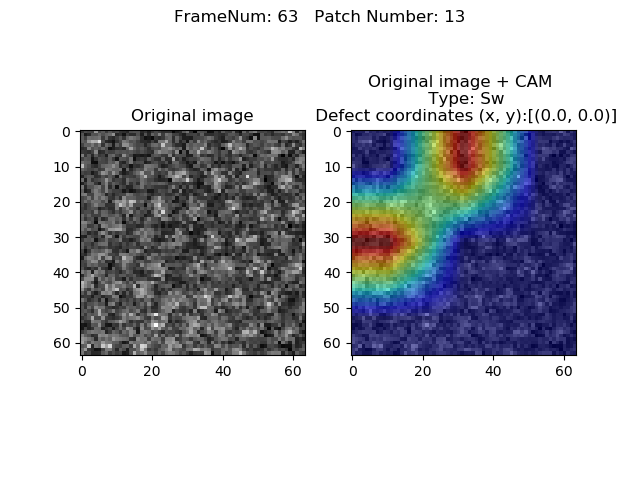 FrameNum: 63   Patch Number: 13
Original image
Original image + CAM
Type: Sw
Defect coordinates (x, y):[(0.0, 0.0)]
0
10
20
30
40
50
60
0 20 40 60
0
10
20
30
40
50
60
0 20 40 60